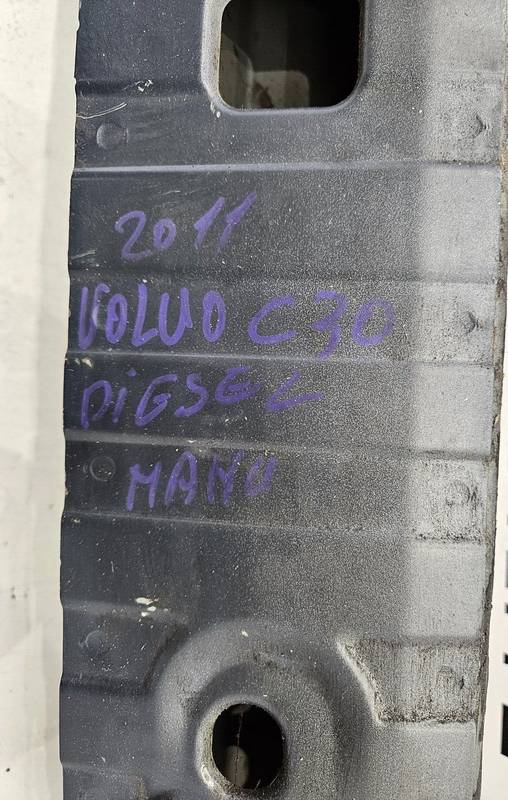 2011
VOLVO C30
DiESEL
MANU